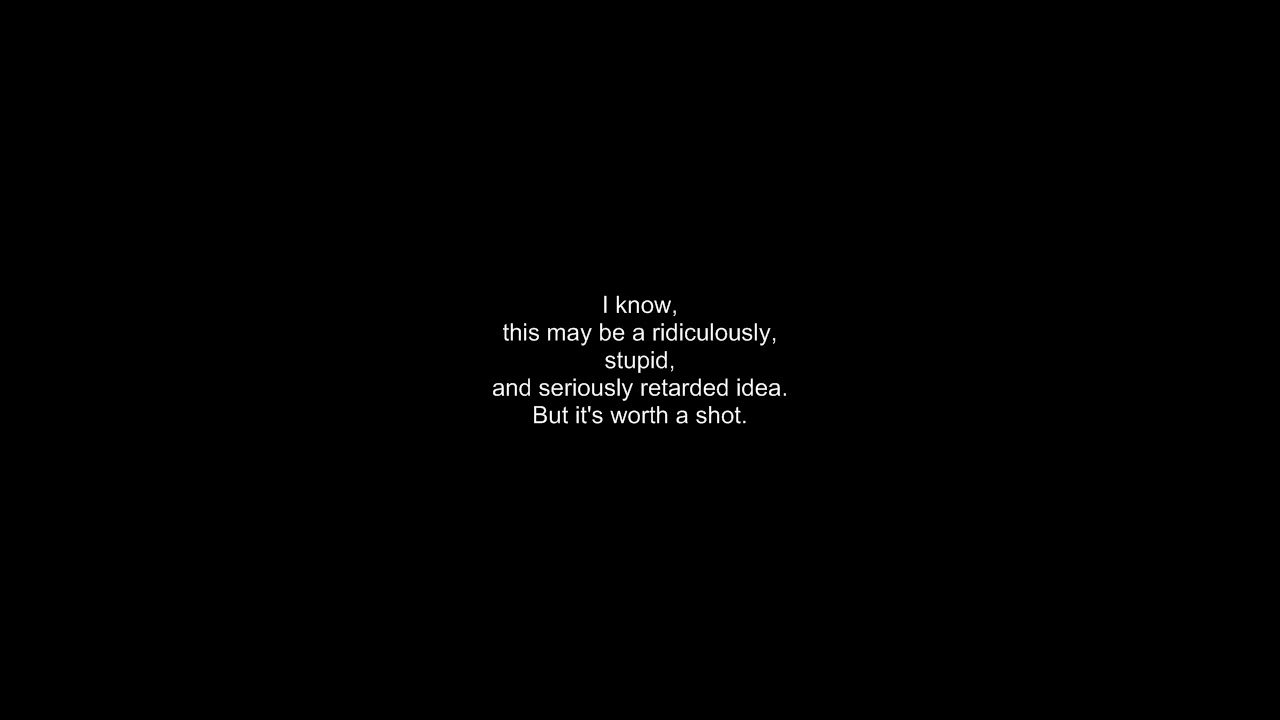 I know,
this may be a ridiculously,
stupid,
and seriously retarded idea.
But it's worth a shot.